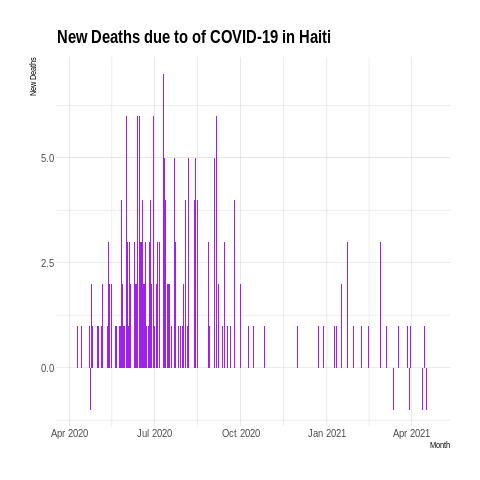 New Deaths due to of COVID-19 in Haiti
New Deaths
5.0
2.5
0.0
Apr 2020 Jul 2020 Oct 2020 Jan 2021 Apr 2021
Month